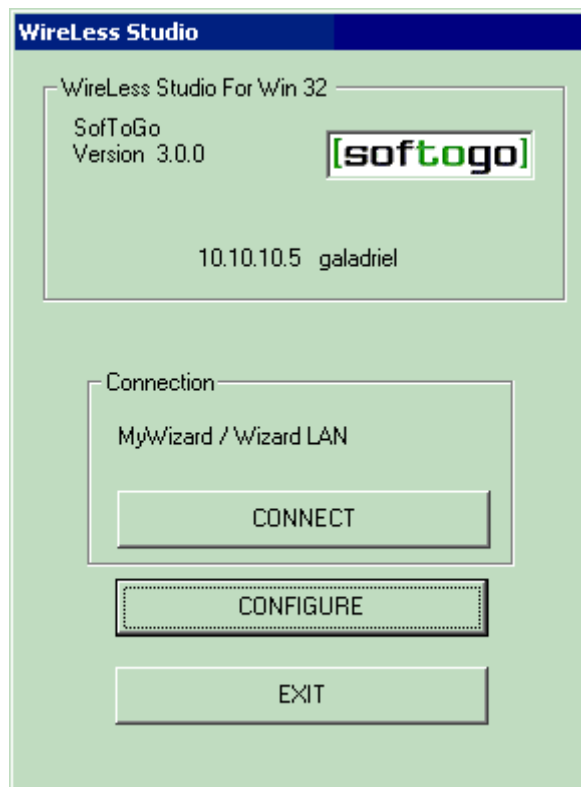 WireLess Studio
WireLess Studio For Win 32
SofToGo
Version 3.0.0
[softogo]
10.10.10.5 galadriel
Connection
MyWizard / Wizard LAN
CONNECT
CONFIGURE
EXIT